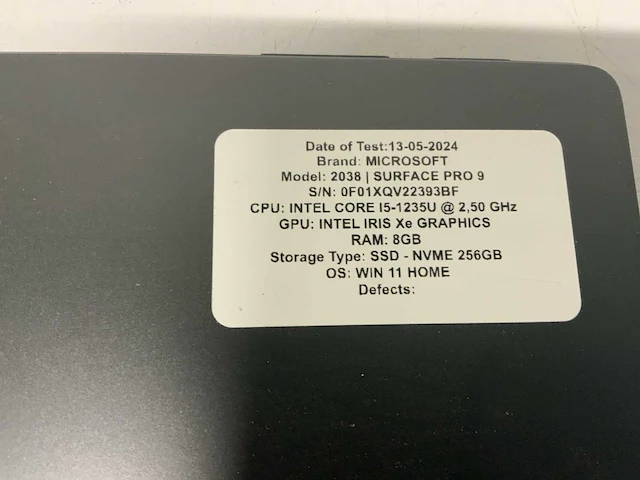 Date of Test:13-05-2024
Brand: MICROSOFT
Model: 2038 | SURFACE PRO 9
S/N: 0F01XQV22393BF
CPU: INTEL CORE I5-1235U @ 2,50 GHz
GPU: INTEL IRIS Xe GRAPHICS
RAM: 8GB
Storage Type: SSD - NVME 256GB
OS: WIN 11 HOME
Defects: